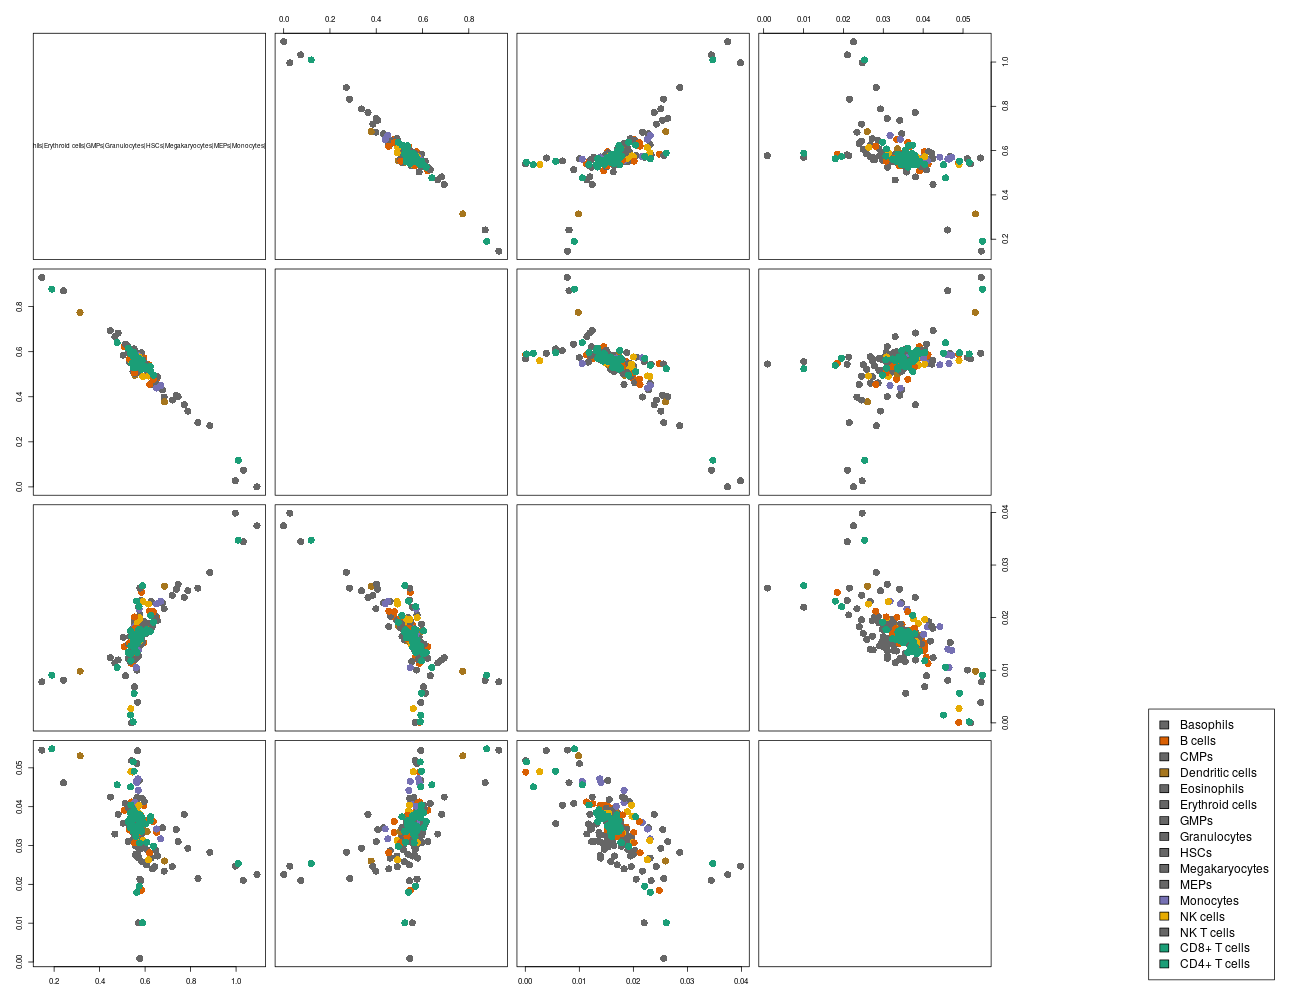 0.0 0.2 0.4 0.6 0.8
0.00 0.01 0.02 0.03 0.04 0.05
hils|Erythroid cells|GMPs|Granulocytes|HSCs|Megakaryocytes|MEPs|Monocytes|
0.2 0.4 0.6 0.8 1.0
0.0 0.2 0.4 0.6 0.8
0.00 0.01 0.02 0.03 0.04
0.00 0.01 0.02 0.03 0.04 0.05
0.2 0.4 0.6 0.8 1.0
0.00 0.01 0.02 0.03 0.04
Basophils
B cells
CMPs
Dendritic cells
Eosinophils
Erythroid cells
GMPs
Granulocytes
HSCs
Megakaryocytes
MEPs
Monocytes
NK cells
NK T cells
CD8+ T cells
CD4+ T cells